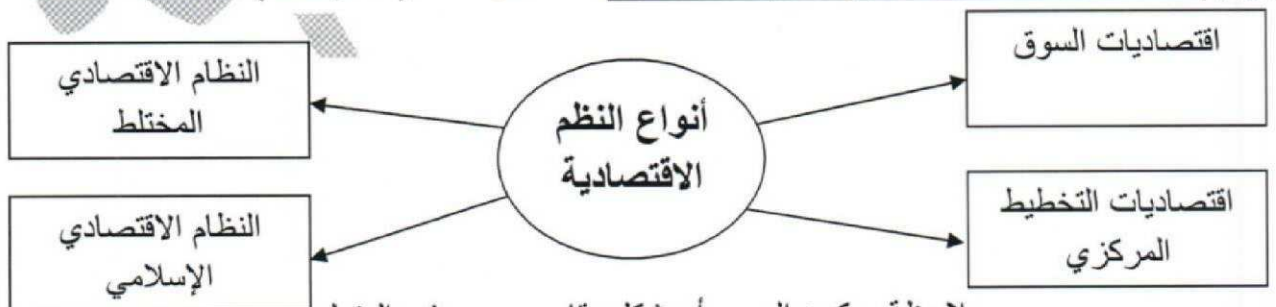 اقتصاديات السوق
النظام الاقتصادي
المختلط
أنواع النظم
الاقتصادية
اقتصاديات التخطيط
المركزي
النظام الاقتصادي
الإسلامي